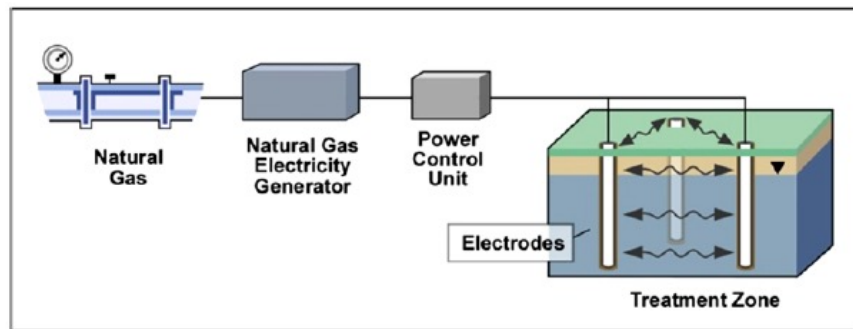 Natural
Gas
Natural Gas
Electricity
Generator
Power
Control
Unit
Electrodes
Treatment Zone